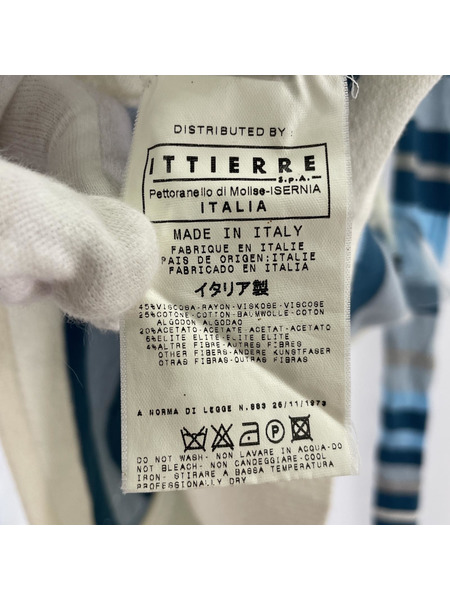 DISTRIBUTED BY:
ITTIERRE
S.p.A.
Pettoranello di Molise-ISERNIA
ITALIA
MADE IN ITALY
FABRIQUE EN ITALIE
PAIS DE ORIGEN:ITALIE
FABRICADO EN ITALIA
イタリア製
45%VISCOSA-RAYON-VISKOSE-VISCOSE
25%COTONE-COTTON-BAUMWOLLE-COTON
ALGODON ALGODAO
20%ACETATO ACETATE ACETAT-ACETATO
6%ELITE ELITE-ELITE ELITE
4%ALTRE FIBRE-AUTRES FIBRES
OTHER FIBERS-ANDERE KUNSTFASER
OTRAS FIBRAS-OUTRAS FIBRAS
A NORMA DI LEGGE N.883 26/11/1973
DO NOT WASH- NON LAVARE IN ACQUA-DO
NOT BLEACH- NON CANDEGGIARE-COOL
IRON- STIRARE A BASSA TEMPERATURA
PROFESSIONALLY DRY